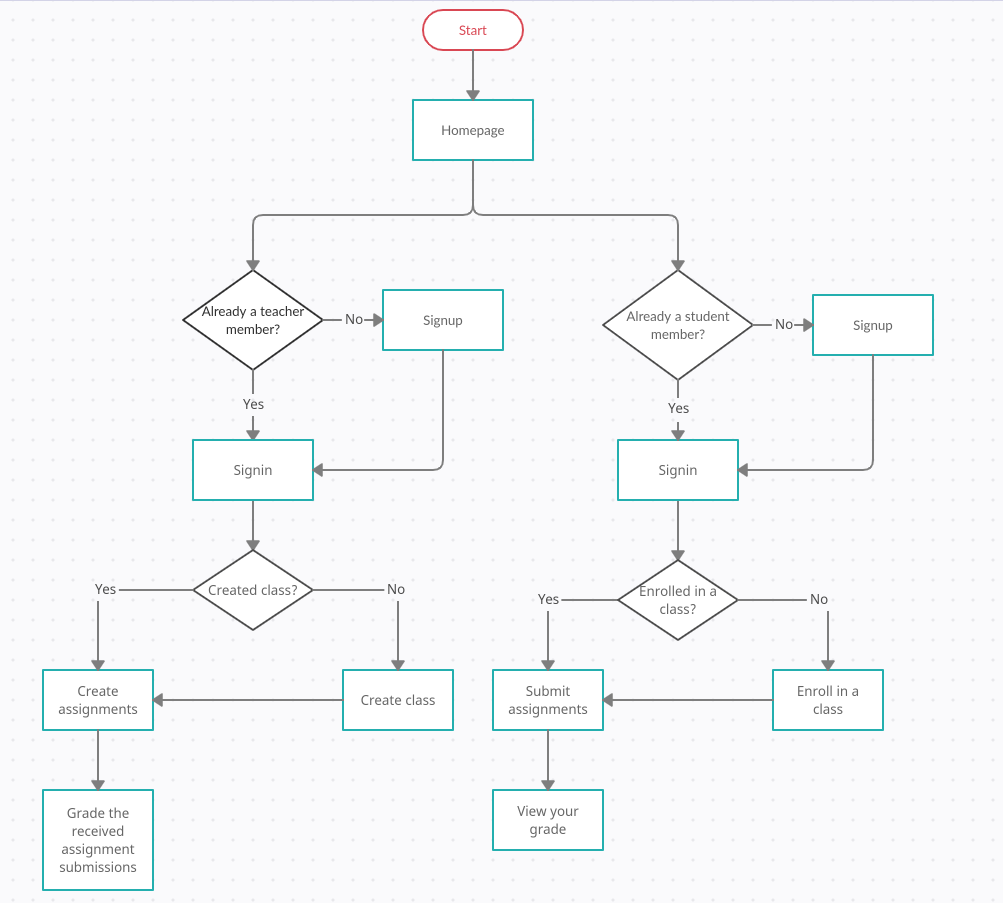 Start
Homepage
Already a teacher
member?
No
Signup
Already a student
member?
No
Signup
Yes
Yes
Signin
Signin
Yes
Created class?
No
Yes
Enrolled in a
class?
No
Create
assignments
Create class
Submit
assignments
Enroll in a
class
Grade the
received
assignment
submissions
View your
grade